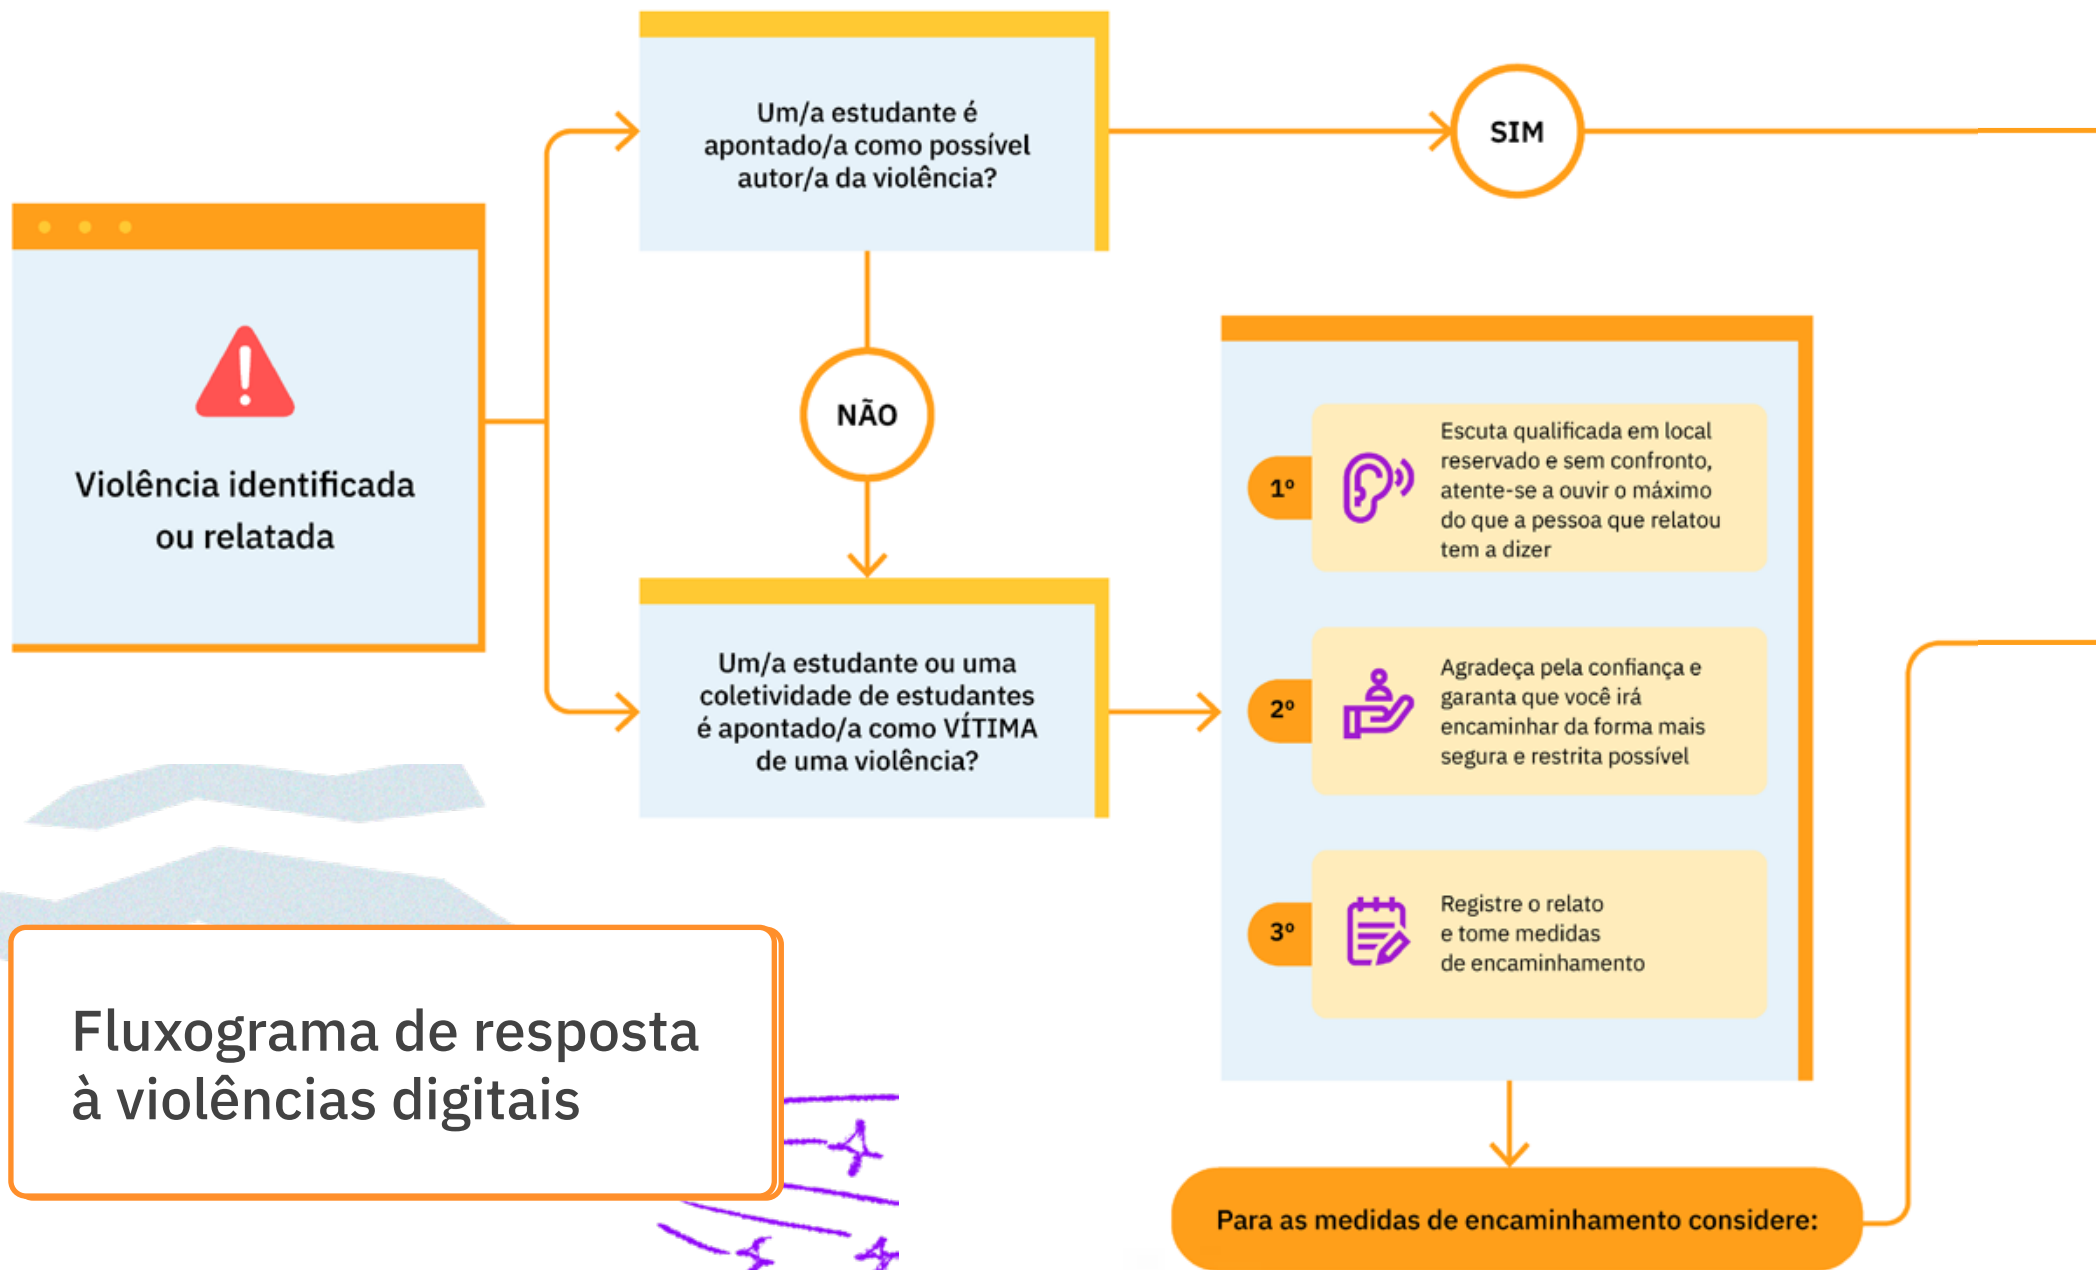 Um/a estudante é
apontado/a como possível
autor/a da violência?
SIM
Violência identificada
ou relatada
NÃO
Um/a estudante ou uma
coletividade de estudantes
é apontado/a como VÍTIMA
de uma violência?
1º
Escuta qualificada em local
reservado e sem confronto,
atente-se a ouvir o máximo
do que a pessoa que relatou
tem a dizer
2º
Agradeça pela confiança e
garanta que você irá
encaminhar da forma mais
segura e restrita possível
3º
Registre o relato
e tome medidas
de encaminhamento
Para as medidas de encaminhamento considere:
Fluxograma de resposta
à violências digitais